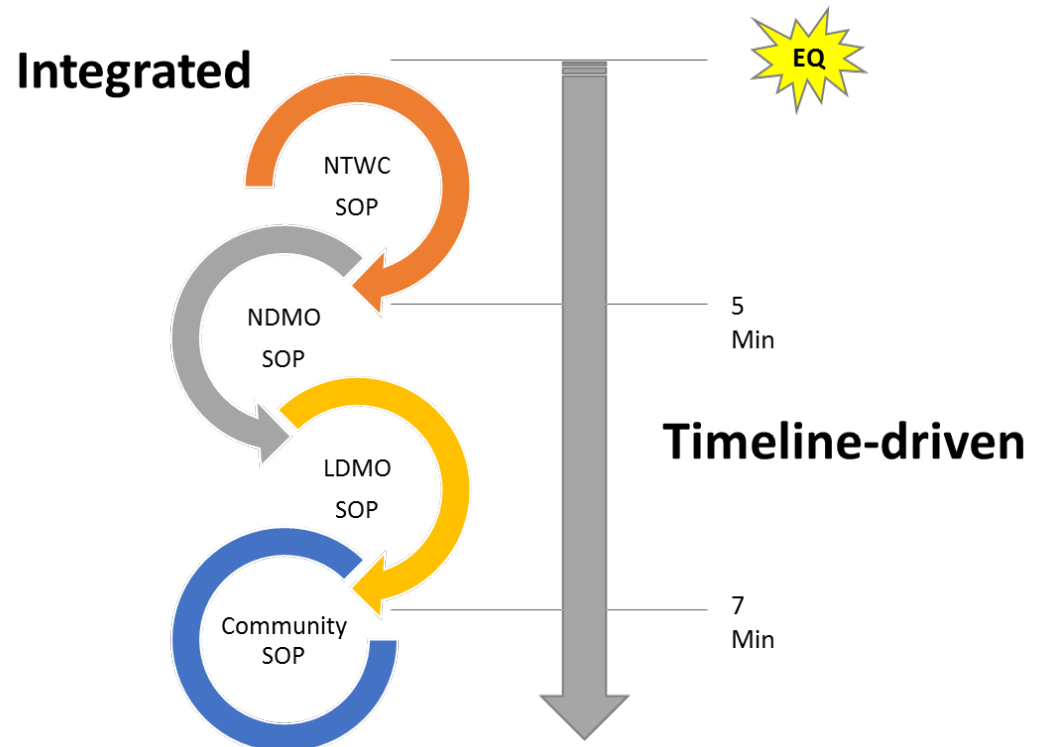 Integrated
EQ
NTWC
SOP
5
Min
NDMO
SOP
Timeline-driven
LDMO
SOP
7
Min
Community
SOP